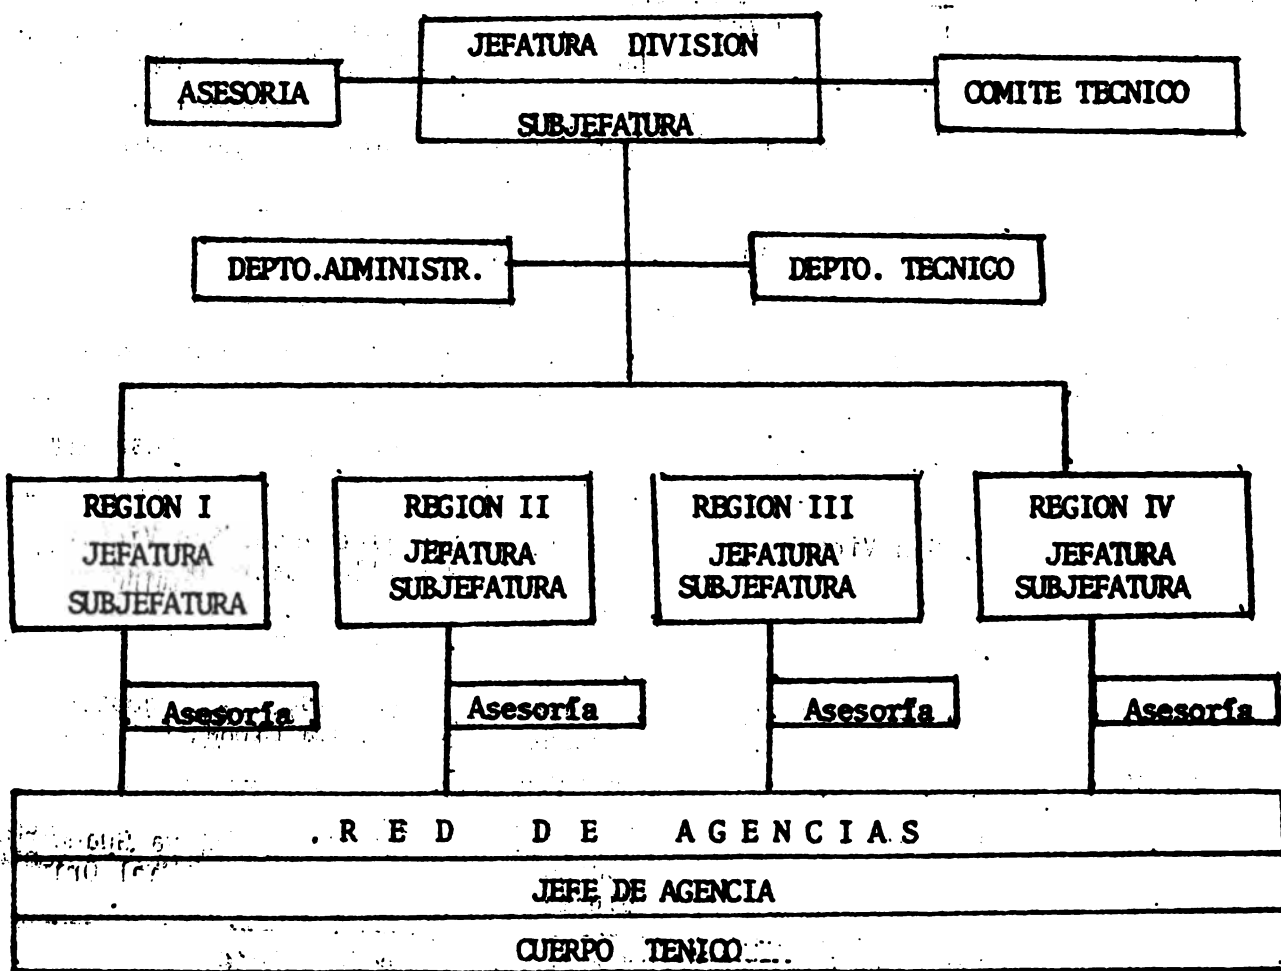 JEFATURA DIVISION
ASESORIA
COMITE TECNICO
SUBJEFATURA
DEPTO.ADMINISTR.
DEPTO. TECNICO
REGION I
JEFATURA
SUBJEFATURA
REGION II
JEFATURA
SUBJEFATURA
REGION III
JEFATURA
SUBJEFATURA
REGION IV
JEFATURA
SUBJEFATURA
Asesoría
Asesoría
Asesoría
Asesoría
.R E D D E A G E N C I A S
JEFE DE AGENCIA
CUERPO TENICO